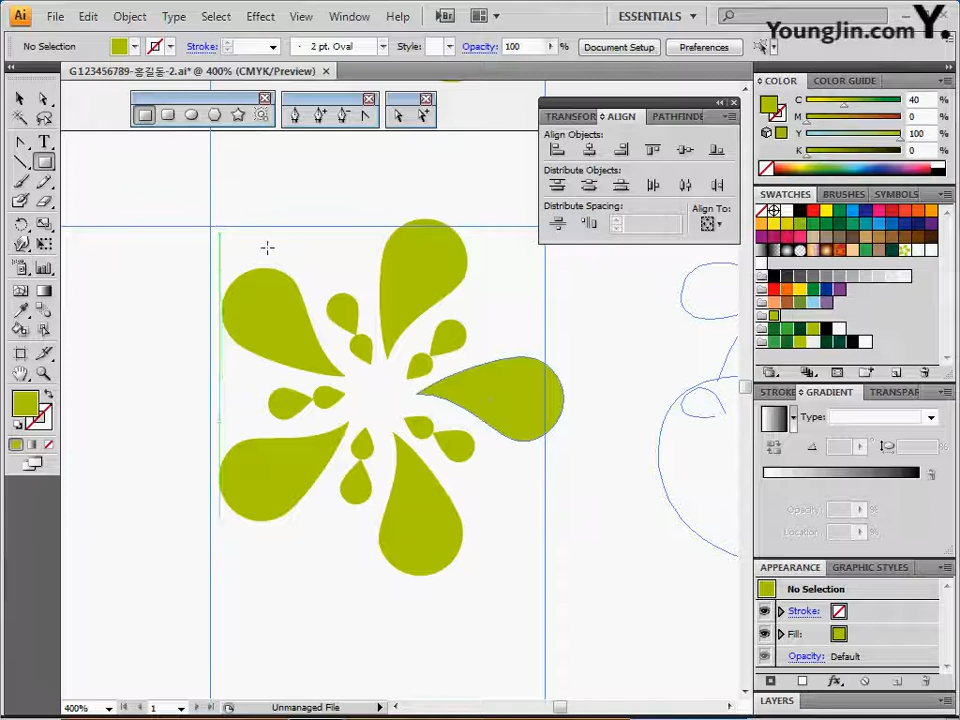 Ai File Edit Object Type Select Effect View Window Help Br ESSENTIALS
Younglin.com Y.
No Selection Stroke: 2 pt. Oval Style: Opacity: 100 % Document Setup Preferences
G123456789-홍길동-2.ai* @ 400% (CMYK/Preview)
COLOR COLOR GUIDE
TRANSFOR ALIGN PATHFINDE
C 40 %
M 0 %
Y 100 %
K 0 %
Align Objects:
Distribute Objects:
Distribute Spacing: Align To:
SWATCHES BRUSHES SYMBOLS
STROKE GRADIENT TRANSPAR
Type:
Opacity: %
Location: %
APPEARANCE GRAPHIC STYLES
No Selection
Stroke:
Fill:
Opacity: Default
fx
LAYERS
400% 1 Unmanaged File